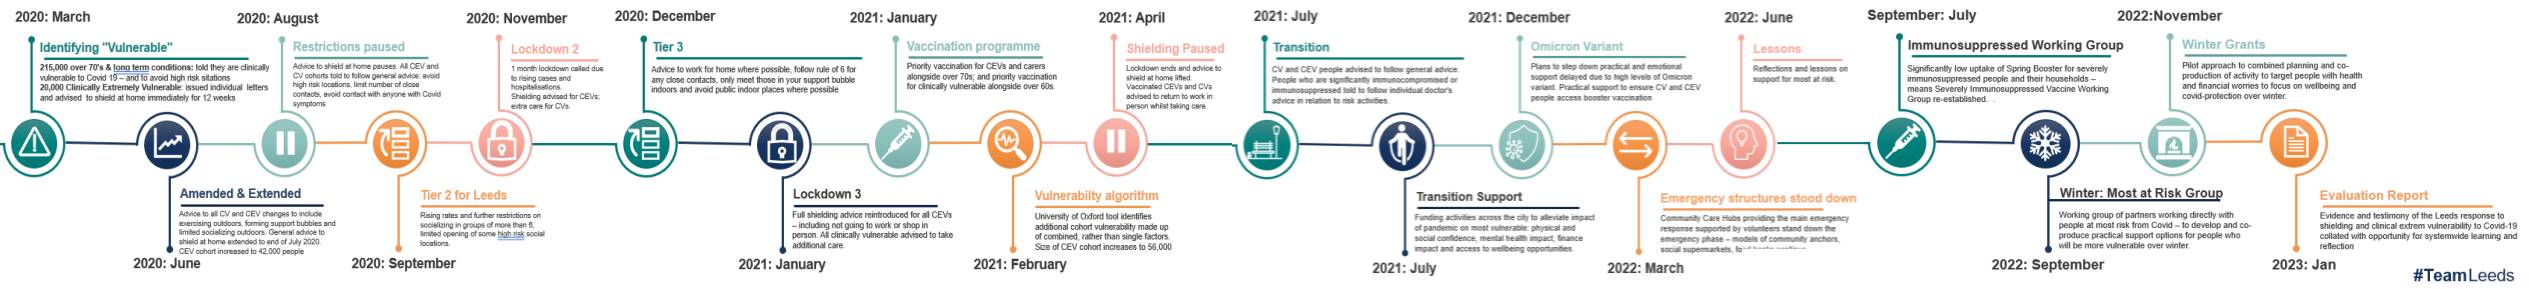 2020: March
Identifying "Vulnerable"
215,000 over 70's & long term conditions: told they are clinically
vulnerable to Covid 19 – and to avoid high risk sitations
20,000 Clinically Extremely Vulnerable: issued individual letters
and advised to shield at home immediately for 12 weeks
Amended & Extended
Advice to all CV and CEV changes to include
exercising outdoors, forming support bubbles and
limited socializing outdoors. General advice to
shield at home extended to end of July 2020.
CEV cohort increased to 42,000 people
2020: June
2020: August
Restrictions paused
Advice to shield at home pauses. All CEV and
CV cohorts told to follow general advice: avoid
high risk locations, limit number of close
contacts, avoid contact with anyone with Covid
symptoms
Tier 2 for Leeds
Rising rates and further restrictions on
socializing in groups of more than 6,
limited opening of some high risk social
locations.
2020: September
2020: November
Lockdown 2
1 month lockdown called due
to rising cases and
hospitalisations.
Shielding advised for CEVs;
extra care for CVs.
2020: December
Tier 3
Advice to work for home where possible, follow rule of 6 for
any close contacts, only meet those in your support bubble
indoors and avoid public indoor places where possible
Lockdown 3
Full shielding advice reintroduced for all CEVs
– including not going to work or shop in
person. All clinically vulnerable advised to take
additional care.
2021: January
2021: January
Vaccination programme
Priority vaccination for CEVs and carers
alongside over 70s; and priority vaccination
for clinically vulnerable alongside over 60s.
Vulnerabilty algorithm
University of Oxford tool identifies
additional cohort vulnerability made up
of combined, rather than single factors.
Size of CEV cohort increases to 56,000
2021: February
2021: April
Shielding Paused
Lockdown ends and advice to
shield at home lifted.
Vaccinated CEVs and CVs
advised to return to work in
person whilst taking care.
2021: July
Transition
CV and CEV people advised to follow general advice.
People who are significantly immunocompromised or
immunosuppressed told to follow individual doctor's
advice in relation to risk activities.
Transition Support
Funding activities across the city to alleviate impact
of pandemic on most vulnerable: physical and
social confidence, mental health impact, finance
impact and access to wellbeing opportunities.
2021: July
2021: December
Omicron Variant
Plans to step down practical and emotional
support delayed due to high levels of Omicron
variant. Practical support to ensure CV and CEV
people access booster vaccination
Emergency structures stood down
Community Care Hubs providing the main emergency
response supported by volunteers stand down the
emergency phase – models of community anchors,
social supermarkets,
2022: March
2022: June
Lessons
Reflections and lessons on
support for most at risk.
September: July
Immunosuppressed Working Group
Significantly low uptake of Spring Booster for severely
immunosuppressed people and their households –
means Severely Immunosuppressed Vaccine Working
Group re-established. .
Winter: Most at Risk Group
Working group of partners working directly with
people at most risk from Covid – to develop and co-
produce practical support options for people who
will be more vulnerable over winter.
2022: September
2022:November
Winter Grants
Pilot approach to combined planning and co-
production of activity to target people with health
and financial worries to focus on wellbeing and
covid-protection over winter.
Evaluation Report
Evidence and testimony of the Leeds response to
shielding and clinical extrem vulnerability to Covid-19
collated with opportunity for systemwide learning and
reflection
2023: Jan
#TeamLeeds